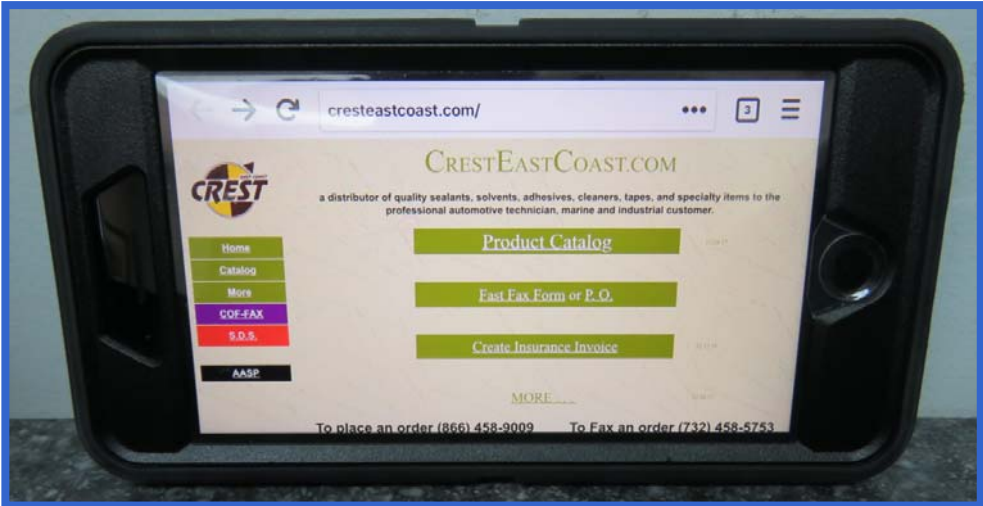 cresteastcoast.com/
3
CRESTEASTCOAST.COM
EAST COAST
CREST
a distributor of quality sealants, solvents, adhesives, cleaners, tapes, and specialty items to the
professional automotive technician, marine and industrial customer.
Product Catalog
Home
Catalog
More
COF-FAX
S.D.S.
AASP
Fast Fax Form or P. O.
Create Insurance Invoice
MORE . . . .
To place an order (866) 458-9009 To Fax an order (732) 458-5753